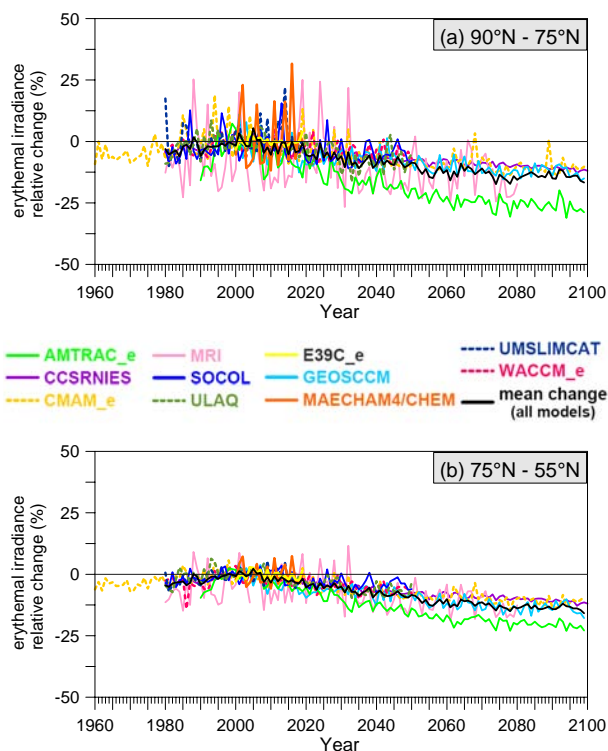 (a) 90°N - 75°N
erythemal irradiance
relative change (%)
50
25
0
-25
-50
1960 1980 2000 2020 2040 2060 2080 2100
Year
AMTRAC_e MRI E39C_e UMSLIMCAT
CCSRNIES SOCOL GEOSCCM WACCM_e
CMAM_e ULAQ MAECHAM4/CHEM mean change
(all models)
(b) 75°N - 55°N
erythemal irradiance
relative change (%)
50
25
0
-25
-50
1960 1980 2000 2020 2040 2060 2080 2100
Year